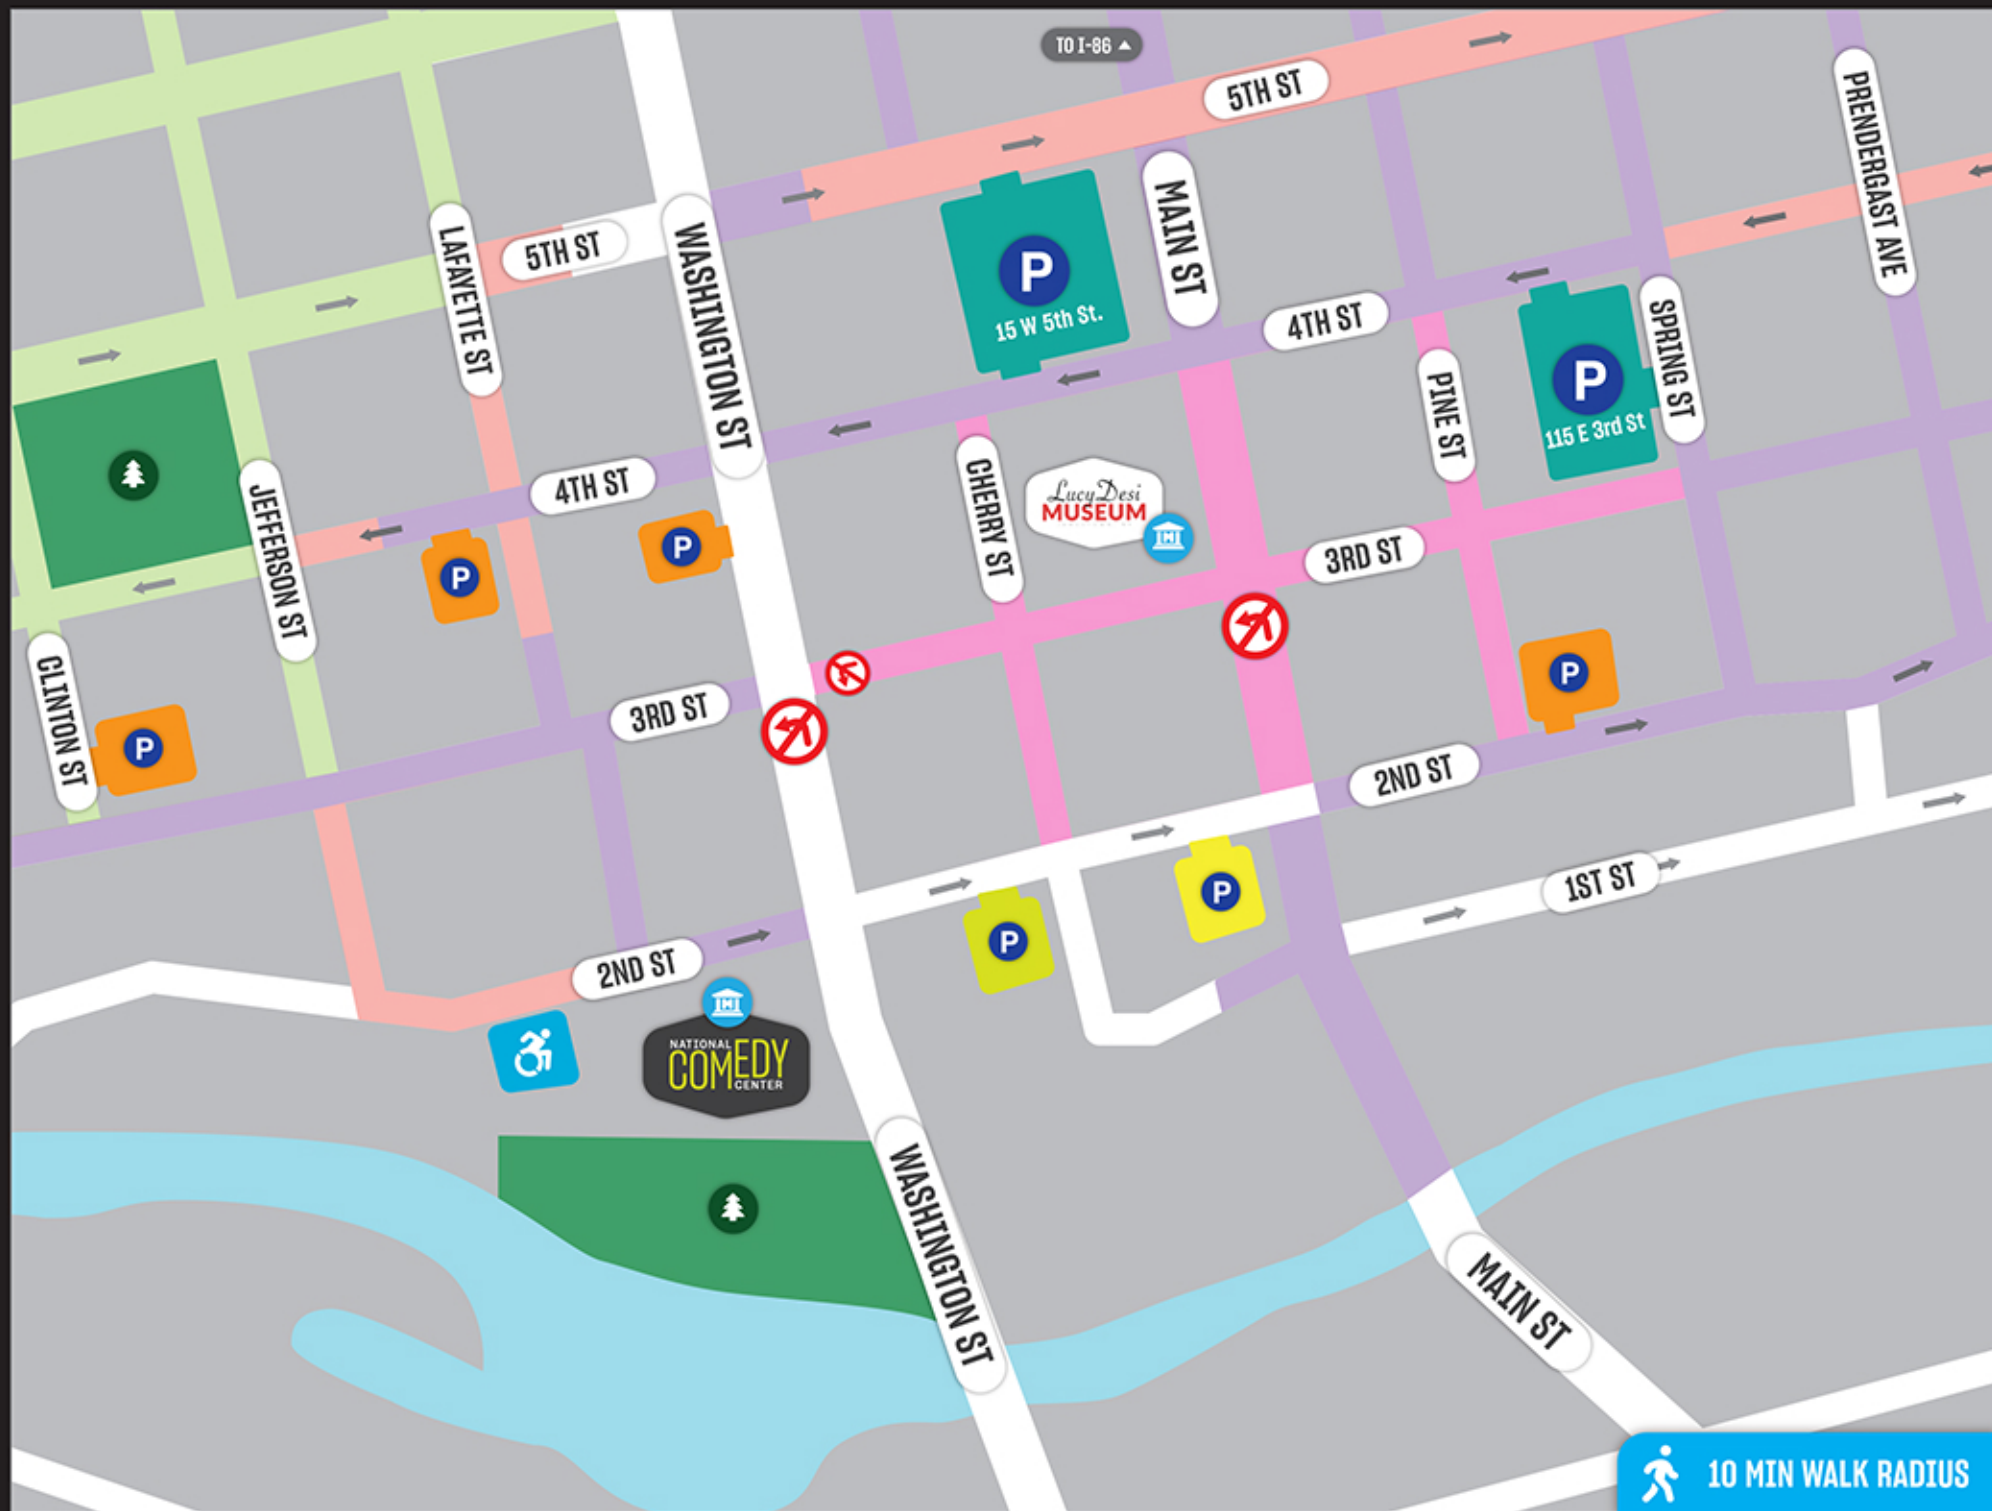 TO I-86
5TH ST
PRENDERGAST AVE
LAFAYETTE ST
5TH ST
WASHINGTON ST
MAIN ST
P
15 W 5th St.
4TH ST
SPRING ST
PINE ST
P
115 E 3rd St
JEFFERSON ST
4TH ST
CHERRY ST
Lucy Desi
MUSEUM
3RD ST
P
P
CLINTON ST
P
3RD ST
P
2ND ST
1ST ST
P
P
2ND ST
NATIONAL
COMEDY
CENTER
WASHINGTON ST
MAIN ST
10 MIN WALK RADIUS